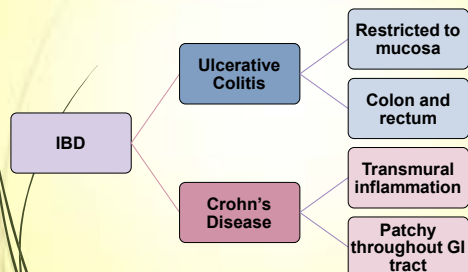 IBD
Ulcerative
Colitis
Restricted to
mucosa
Colon and
rectum
Crohn's
Disease
Transmural
inflammation
Patchy
throughout GI
tract